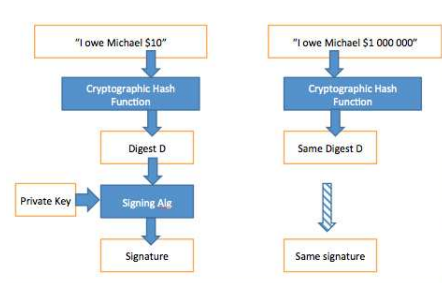 "I owe Michael $10"
Cryptographic Hash
Function
Digest D
Private Key
Signing Alg
Signature
"I owe Michael $1 000 000"
Cryptographic Hash
Function
Same Digest D
Same signature